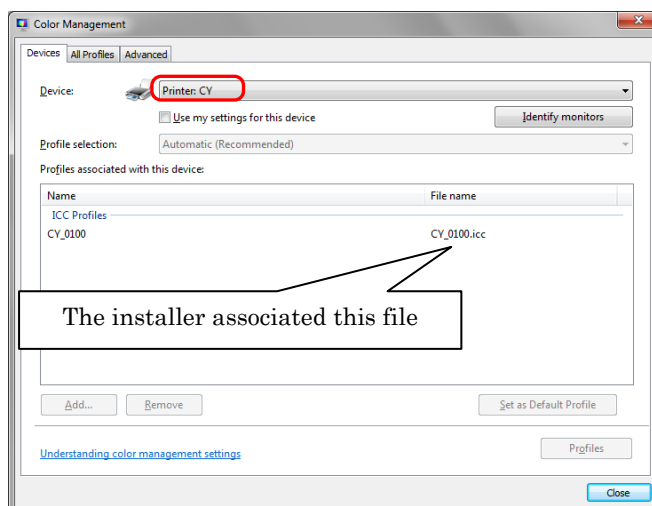 Color Management
Devices All Profiles Advanced
Device: Printer: CY
Use my settings for this device Identify monitors
Profile selection: Automatic (Recommended)
Profiles associated with this device:
Name File name
ICC Profiles
CY_0100 CY_0100.icc
The installer associated this file
Add... Remove Set as Default Profile
Understanding color management settings Profiles
Close